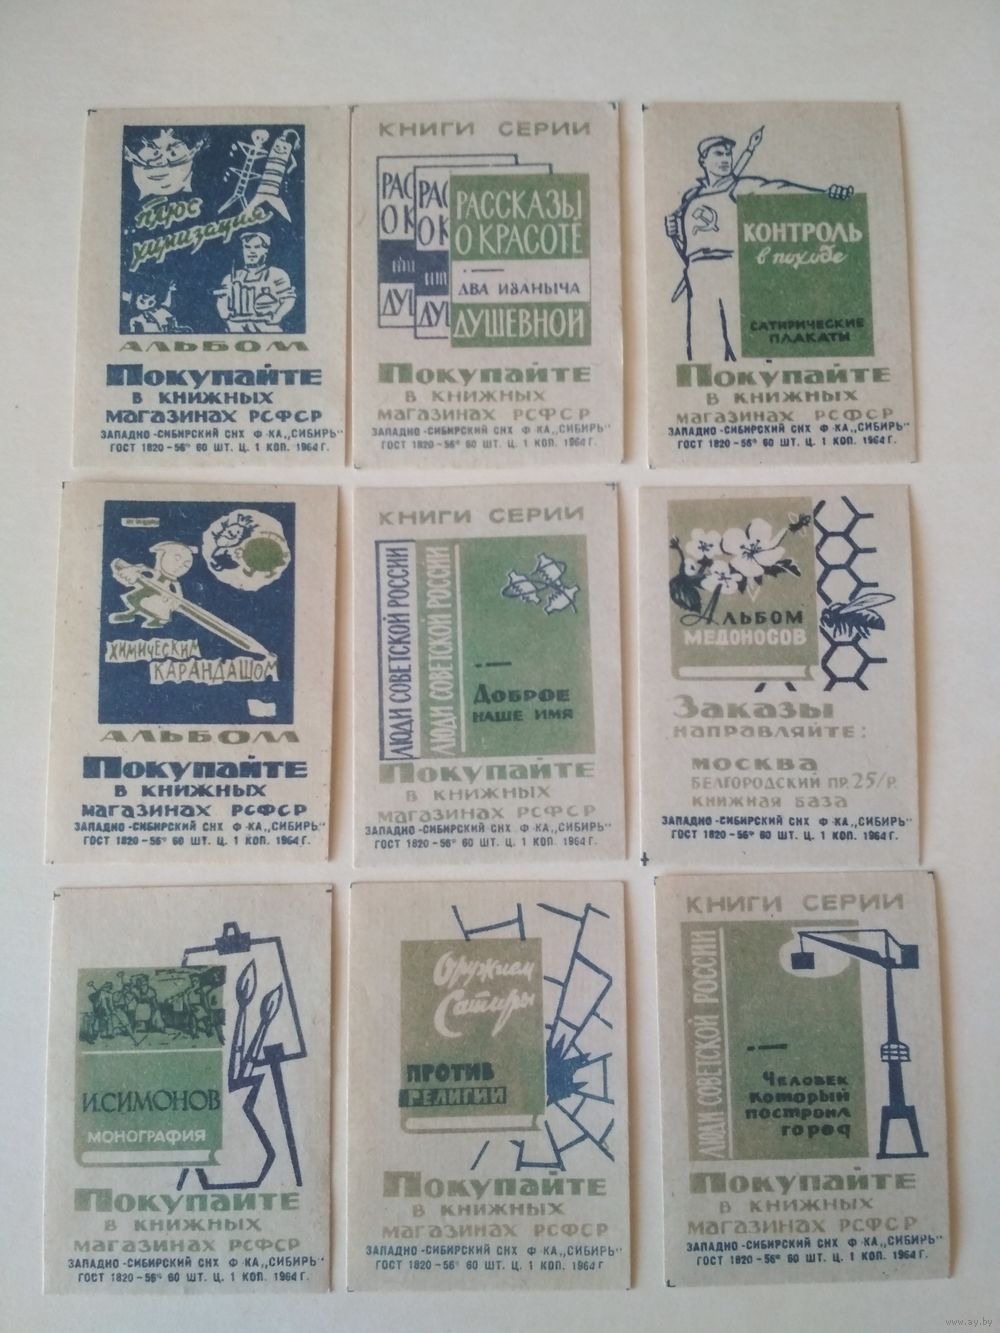 плюс
химизация
АЛЬБОМ
Покупайте
в книжных
магазинах РСФСР
ЗАПАДНО-СИБИРСКИЙ СНХ Ф-КА„СИБИРЬ"
ГОСТ 1820-56* 60 ШТ. Ц. 1 КОП. 1964 Г.
КНИГИ СЕРИИ
РАС
О К
ДУШ
РАС
О К
ДУШ
РАССКАЗЫ
О КРАСОТЕ
ДВА ИВАНЫЧА
ДУШЕВНОЙ
Покупайте
в книжных
магазинах РСФСР
ЗАПАДНО-СИБИРСКИЙ СНХ Ф-КА„СИБИРЬ"
ГОСТ 1820-56* 60 ШТ. Ц. 1 КОП. 1964 Г.
КОНТРОЛЬ
в походе
САТИРИЧЕСКИЕ
ПЛАКАТЫ
Покупайте
в книжных
магазинах РСФСР
ЗАПАДНО-СИБИРСКИЙ СНХ Ф-КА„СИБИРЬ"
ГОСТ 1820-56* 60 ШТ. Ц. 1 КОП. 1964 Г.
ХИМИЧЕСКИМ
КАРАНДАШОМ
АЛЬБОМ
Покупайте
в книжных
магазинах РСФСР
ЗАПАДНО-СИБИРСКИЙ СНХ Ф-КА„СИБИРЬ"
ГОСТ 1820-56* 60 ШТ. Ц. 1 КОП. 1964 Г.
КНИГИ СЕРИИ
ЛЮДИ СОВЕТСКОЙ РОССИИ
ЛЮДИ СОВЕТСКОЙ РОССИИ
Доброе
наше имя
Покупайте
в книжных
магазинах РСФСР
ЗАПАДНО-СИБИРСКИЙ СНХ Ф-КА„СИБИРЬ"
ГОСТ 1820-56* 60 ШТ. Ц. 1 КОП. 1964 Г.
Альбом
МЕДОНОСОВ
Заказы
направляйте:
москва
БЕЛГОРОДСКИЙ ПР. 25/Р.
книжная база
ЗАПАДНО-СИБИРСКИЙ СНХ Ф-КА„СИБИРЬ"
ГОСТ 1820-56* 60 ШТ. Ц. 1 КОП. 1964 Г.
И.СИМОНОВ
МОНОГРАФИЯ
Покупайте
в книжных
магазинах РСФСР
ЗАПАДНО-СИБИРСКИЙ СНХ Ф-КА„СИБИРЬ"
ГОСТ 1820-56* 60 ШТ. Ц. 1 КОП. 1964 Г.
Оружием
Сатиры
ПРОТИВ
РЕЛИГИИ
Покупайте
в книжных
магазинах РСФСР
ЗАПАДНО-СИБИРСКИЙ СНХ Ф-КА„СИБИРЬ"
ГОСТ 1820-56* 60 ШТ. Ц. 1 КОП. 1964 Г.
КНИГИ СЕРИИ
ЛЮДИ СОВЕТСКОЙ РОССИИ
Человек
который
построил
город
Покупайте
в книжных
магазинах РСФСР
ЗАПАДНО-СИБИРСКИЙ СНХ Ф-КА„СИБИРЬ"
ГОСТ 1820-56* 60 ШТ. Ц. 1 КОП. 1964 Г.
www.ay.by